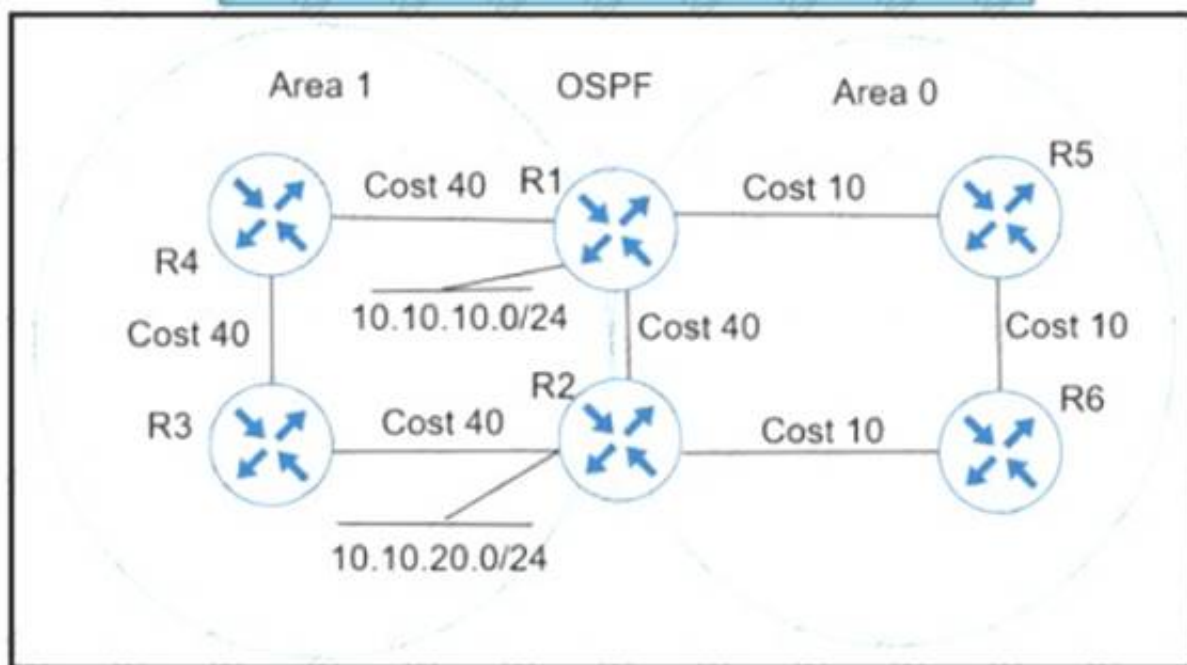 Area 1
OSPF
Area 0
R5
Cost 40
R1
Cost 10
R4
10.10.10.0/24
Cost 40
Cost 40
Cost 10
R2
R6
R3
Cost 40
Cost 10
10.10.20.0/24